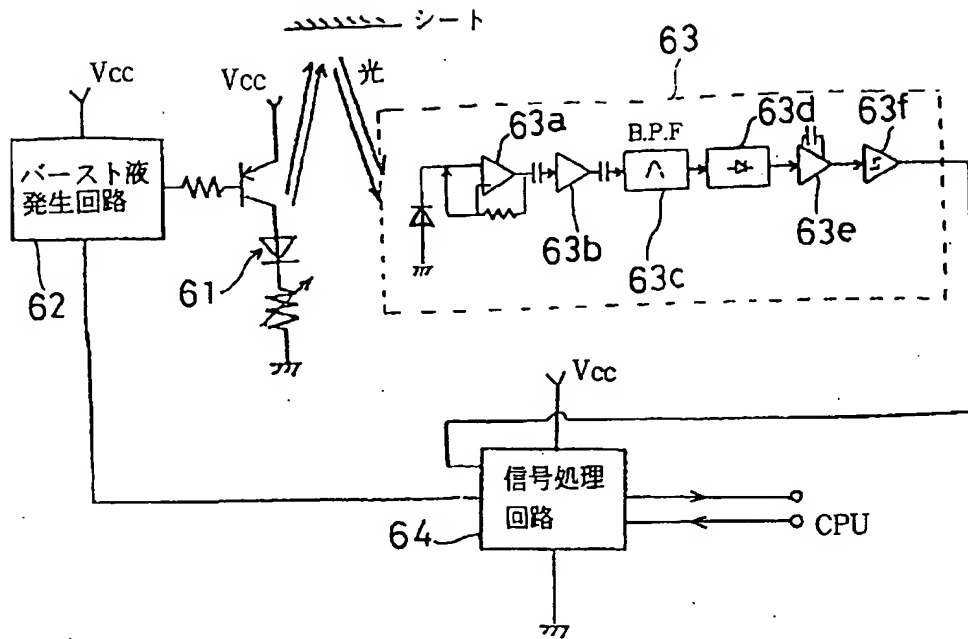 シート
63
Vcc
Vcc
光
63a
B.P.F
63d
63f
バースト液
発生回路
63b
63c
63e
62
61
Vcc
信号処理
回路
64
CPU